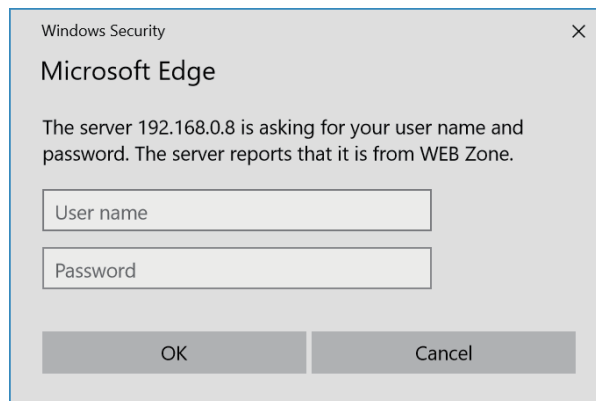 Windows Security
Microsoft Edge
The server 192.168.0.8 is asking for your user name and
password. The server reports that it is from WEB Zone.
User name
Password
OK
Cancel